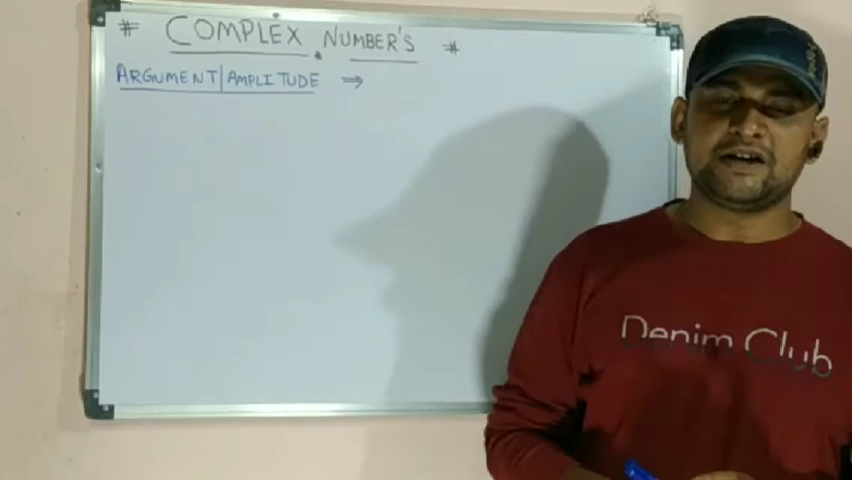 # COMPLEX NUMBER'S #
ARGUMENT|AMPLITUDE ⇒
Denim Club